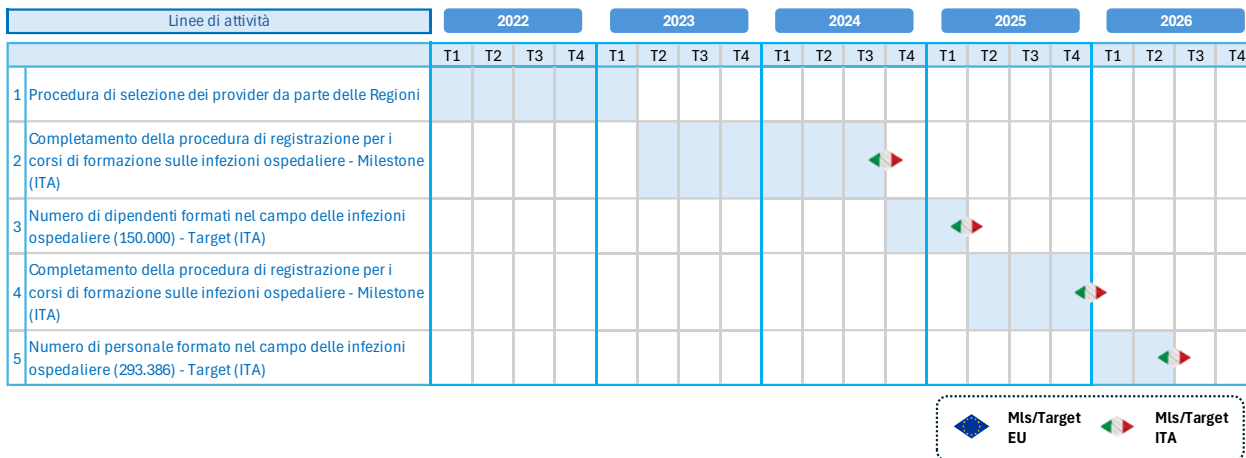 Linee di attività 2022 2023 2024 2025 2026
T1 T2 T3 T4 T1 T2 T3 T4 T1 T2 T3 T4 T1 T2 T3 T4 T1 T2 T3 T4
1 Procedura di selezione dei provider da parte delle Regioni
Completamento della procedura di registrazione per i
2 corsi di formazione sulle infezioni ospedaliere - Milestone
(ITA)
Numero di dipendenti formati nel campo delle infezioni
3 ospedaliere (150.000) - Target (ITA)
Completamento della procedura di registrazione per i
4 corsi di formazione sulle infezioni ospedaliere - Milestone
(ITA)
Numero di personale formato nel campo delle infezioni
5 ospedaliere (293.386) - Target (ITA)
Mls/Target
EU
Mls/Target
ITA